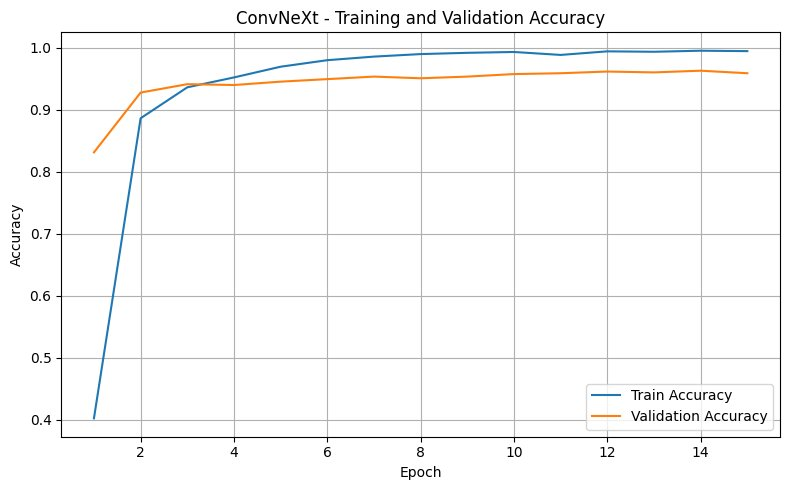 ConvNeXt - Training and Validation Accuracy
1.0
0.9
0.8
0.7
0.6
0.5
0.4
Accuracy
2 4 6 8 10 12 14
Epoch
Train Accuracy
Validation Accuracy